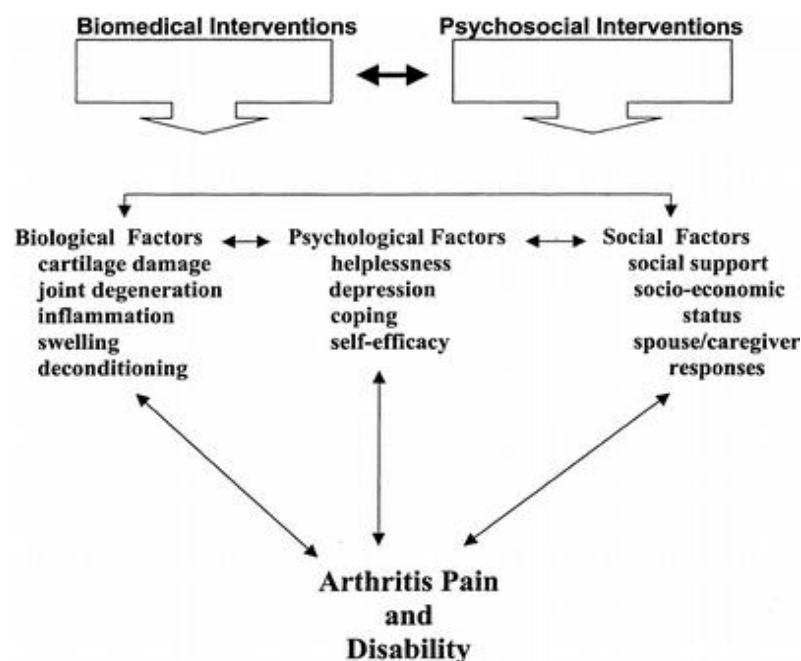 Biomedical Interventions
Psychosocial Interventions
Biological Factors
cartilage damage
joint degeneration
inflammation
swelling
deconditioning
Psychological Factors
helplessness
depression
coping
self-efficacy
Social Factors
social support
socio-economic
status
spouse/caregiver
responses
Arthritis Pain
and
Disability